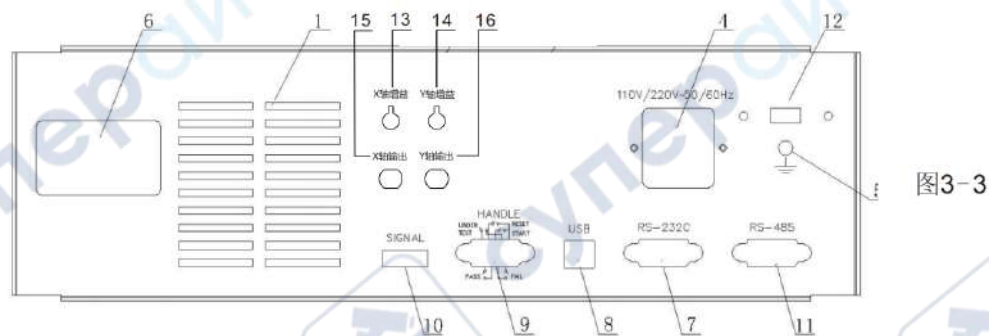 6 1 15 13 14 16 4 12
X轴增益 Y轴增益
110V/220V-50/60Hz
X轴输出 Y轴输出
图3-3
HANDLE
UNDER TEST RESET START
SIGNAL USB RS-232C RS-485
PASS FAIL
10 9 8 7 11
супер